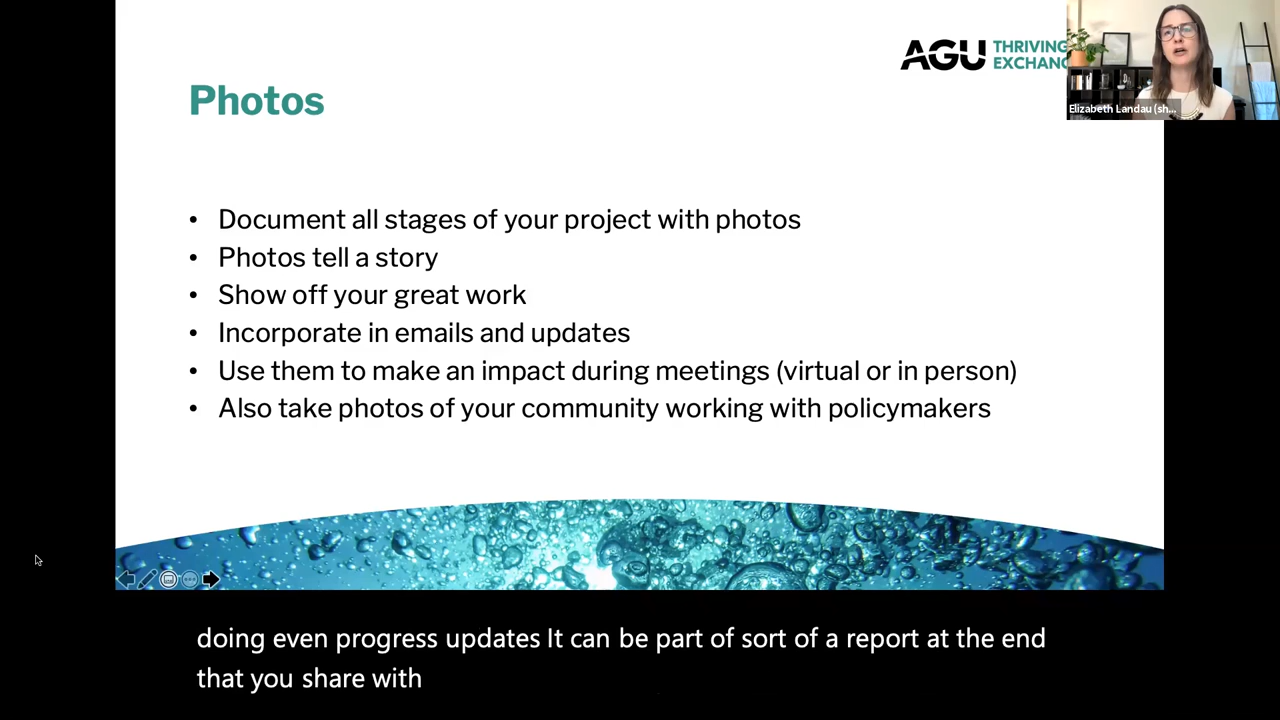 AGU THRIVING
EXCHANG
Elizabeth Landau (sh...
Photos
• Document all stages of your project with photos
• Photos tell a story
• Show off your great work
• Incorporate in emails and updates
• Use them to make an impact during meetings (virtual or in person)
• Also take photos of your community working with policymakers
doing even progress updates It can be part of sort of a report at the end
that you share with